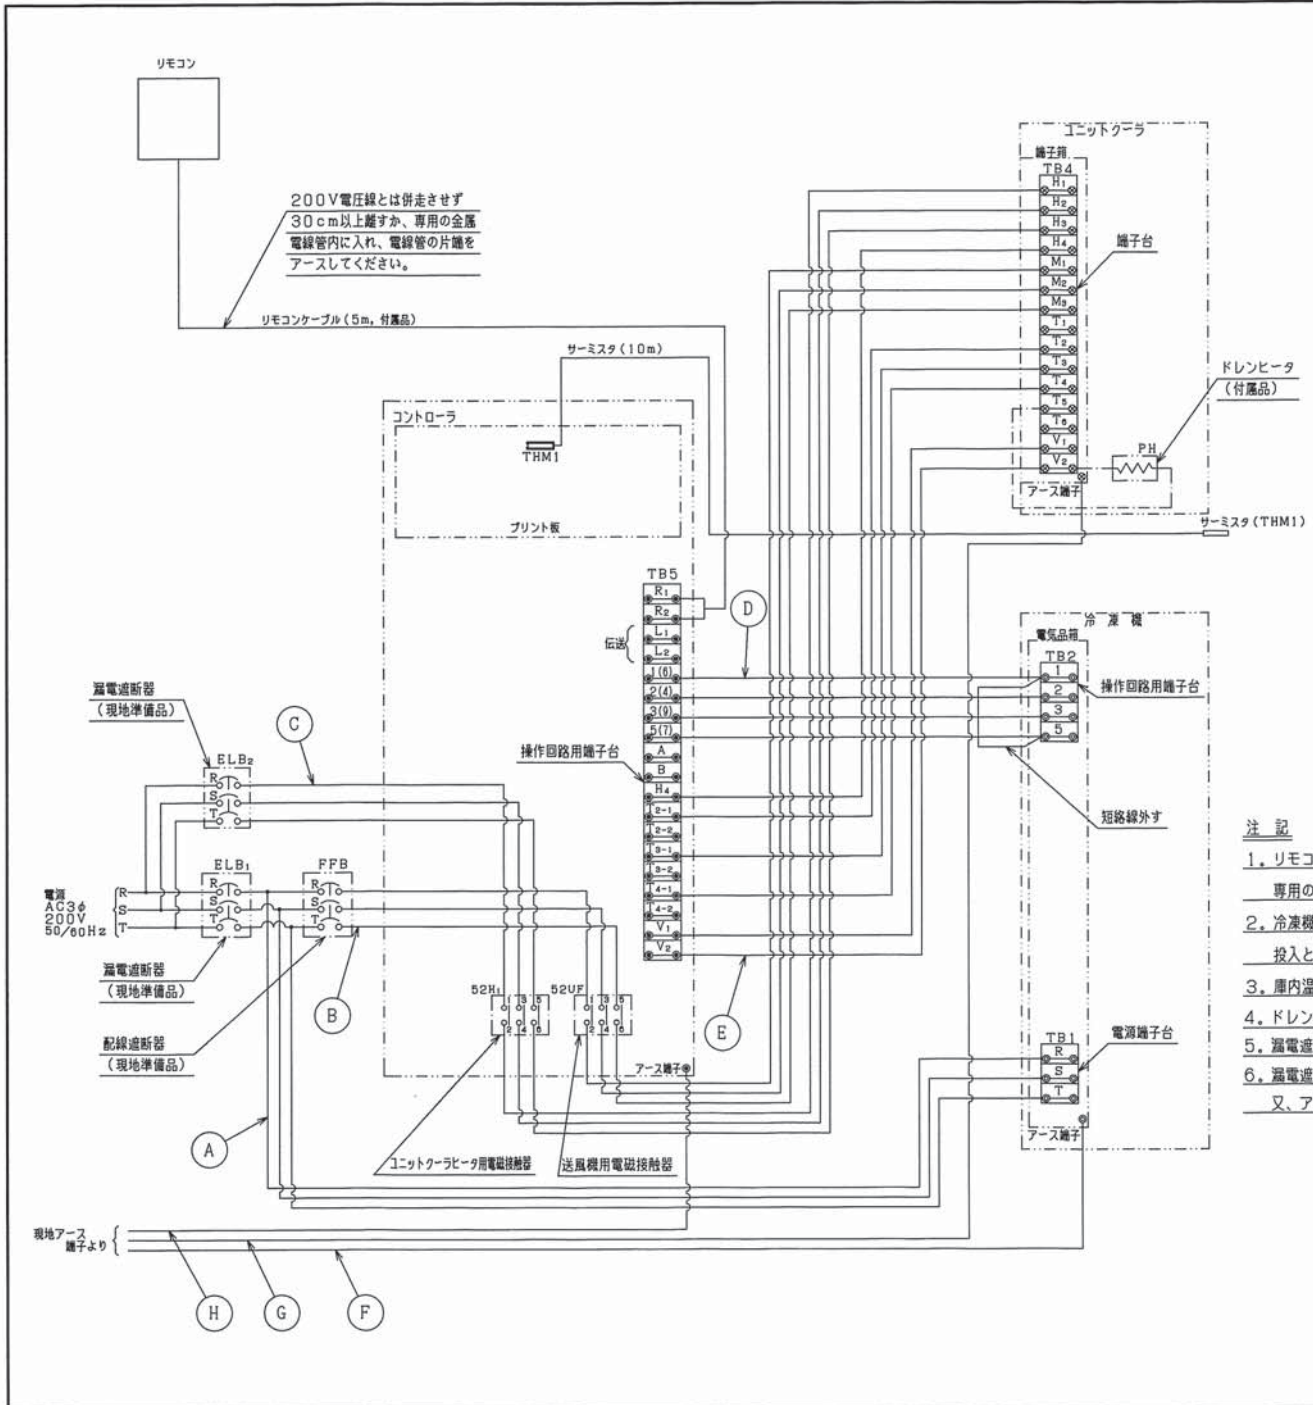 リモコン
200V電圧線とは併走させず
30cm以上離すか、専用の金属
電線管内に入れ、電線管の片端を
アースしてください。
リモコンケーブル(5m, 付属品)
サーミスタ(10m)
コントローラ
THM1
プリント板
ユニットクーラ
端子箱
TB4
H1
H2
H3
H4
M1
M2
M3
T1
T2
T3
T4
T5
T6
V1
V2
アース端子
端子台
ドレンヒータ
(付属品)
PH
サーミスタ(THM1)
TB5
R1
R2
伝送
L1
L2
1(6)
2(4)
3(9)
5(7)
A
B
H4
T2-1
T2-2
T3-1
T3-2
T4-1
T4-2
V1
V2
操作回路用端子台
D
E
冷凍機
電気品箱
TB2
1
2
3
5
操作回路用端子台
短絡線外す
漏電遮断器
(現地準備品)
C
ELB2
R
S
T
ELB1
R
S
T
FFB
R
S
T
電源
AC3φ
200V
50/60Hz
R
S
T
漏電遮断器
(現地準備品)
B
配線遮断器
(現地準備品)
A
52H1
1 3 5
2 4 6
52UF
1 3 5
2 4 6
アース端子
ユニットクーラヒータ用電磁接触器
送風機用電磁接触器
TB1
R
S
T
電源端子台
アース端子
現地アース
端子より
H
G
F
注 記
1. リモコ
専用の
2. 冷凍機
投入と
3. 庫内温
4. ドレン
5. 漏電遮
6. 漏電遮
又、ア